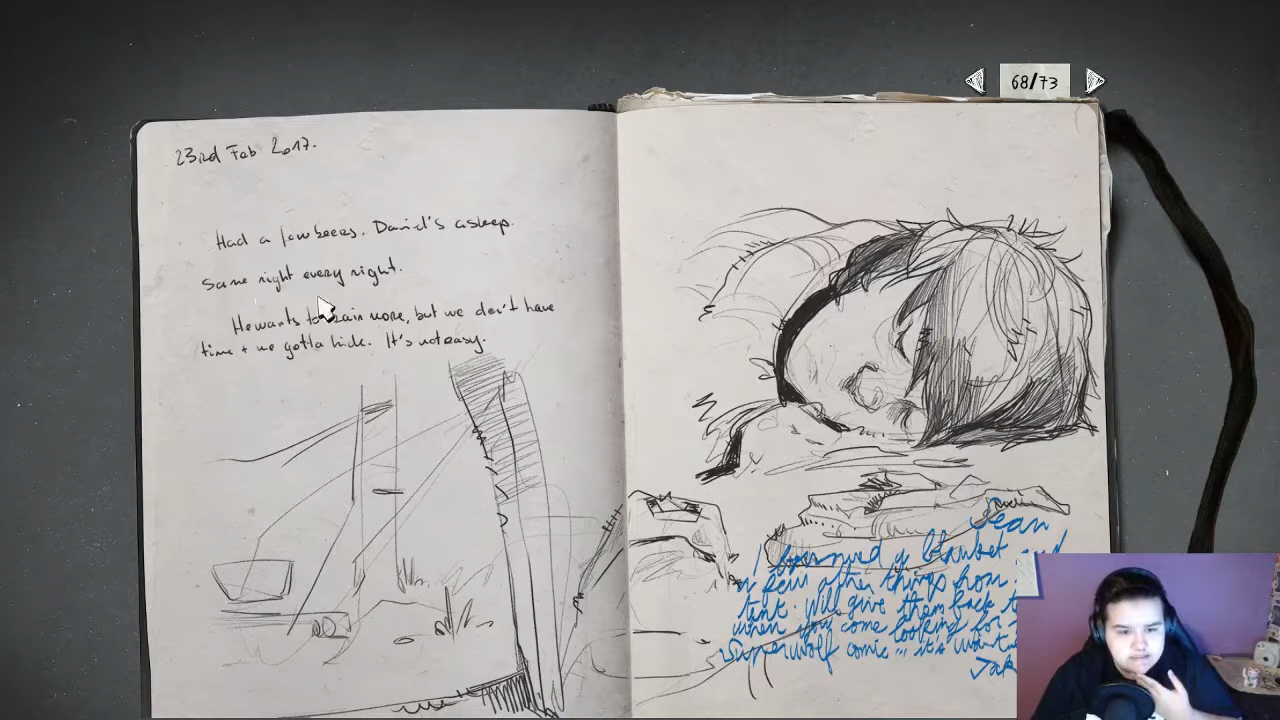 68/73
23rd Feb 2017.
Had a few beers. David's asleep.
Same night every night.
He wants to train more, but we don't have
time + we gotta hide. It's not easy.
Sean
I borrowed a blanket and
a few other things from
tent. Will give them back
when you come looking for
Superwolf comic... it's